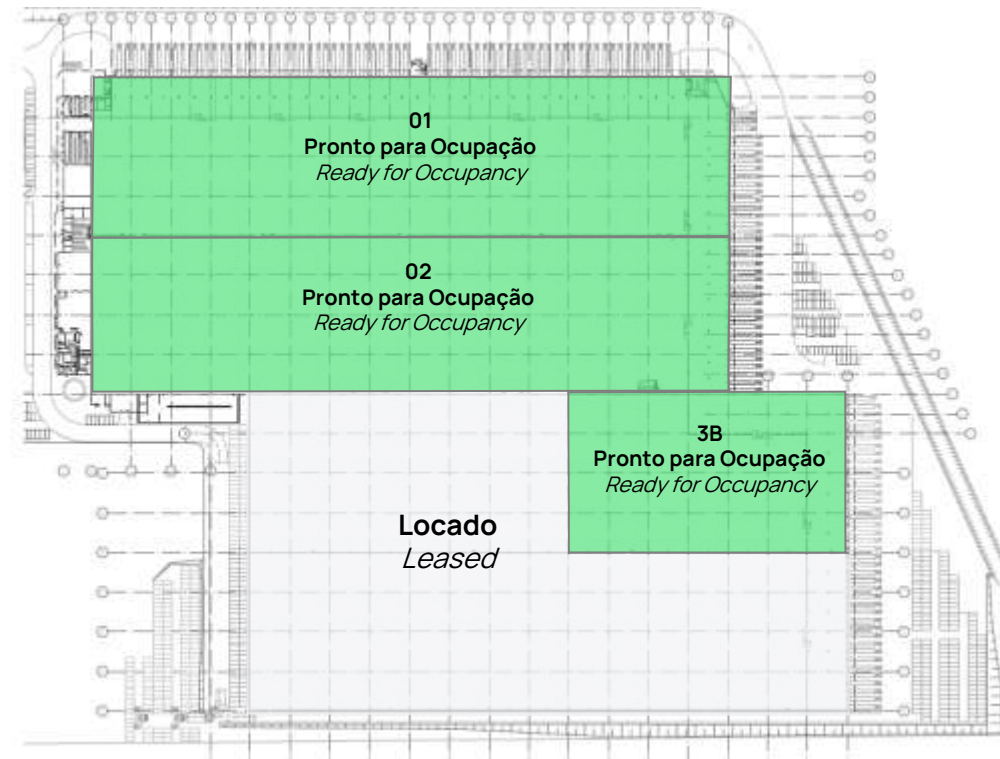 01
Pronto para Ocupação
Ready for Occupancy
02
Pronto para Ocupação
Ready for Occupancy
3B
Pronto para Ocupação
Ready for Occupancy
Locado
Leased